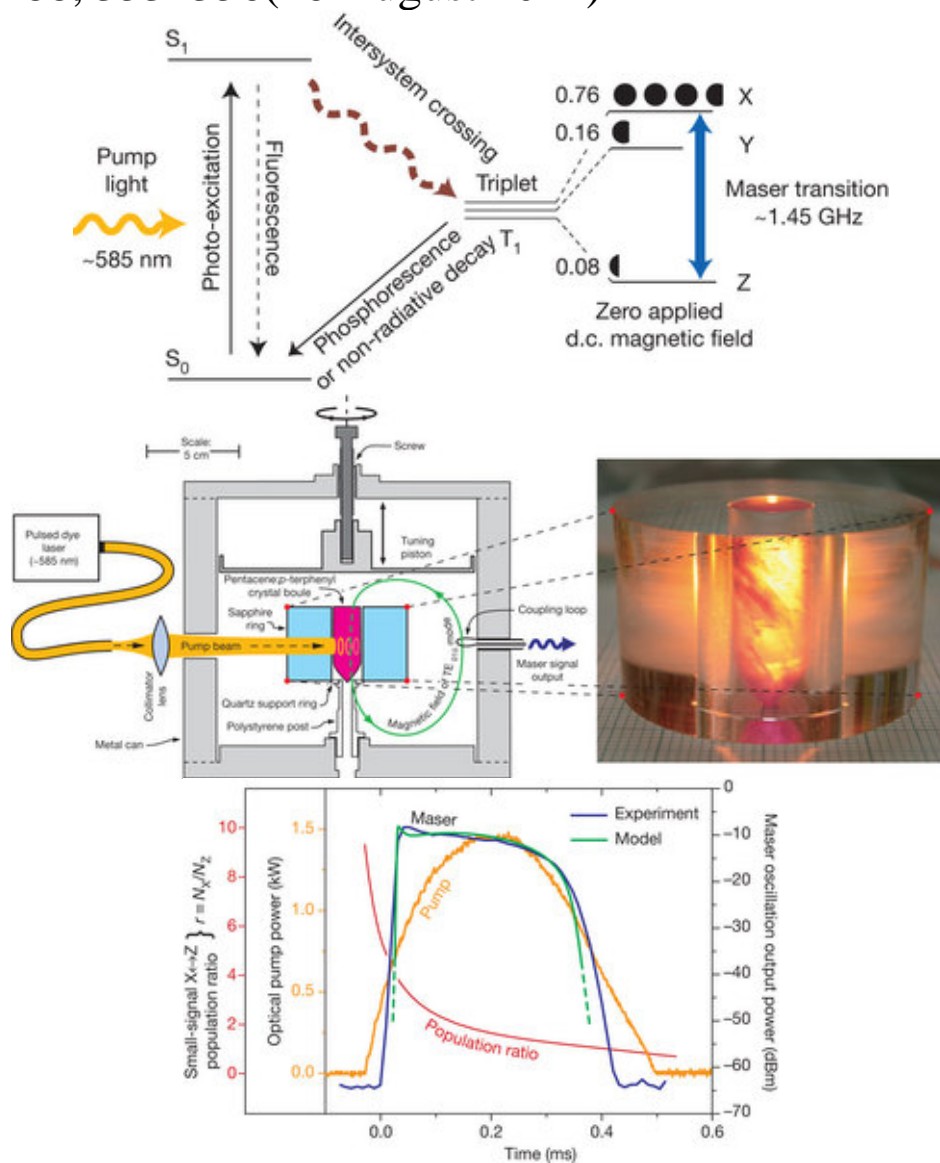 S1
Intersystem crossing
0.76
X
0.16
Y
Pump
light
~585 nm
Photo-excitation
Fluorescence
Triplet
T1
Maser transition
~1.45 GHz
0.08
Z
Phosphorescence
or non-radiative decay
Zero applied
d.c. magnetic field
S0
Scale:
5 cm
Screw
Pulsed dye
laser
(~585 nm)
Tuning
piston
Pentacene:p-terphenyl
crystal boule
Sapphire
ring
Coupling loop
Pump beam
Magnetic field of TE010 mode
Maser signal
output
Collimator
lens
Quartz support ring
Polystyrene post
Metal can
Small-signal X↔Z
population ratio
} r ≡ NX/NZ
10
8
6
4
2
0
Optical pump power (kW)
1.5
1.0
0.5
0.0
Maser
Experiment
Model
Pump
Population ratio
−0
−10
−20
−30
−40
−50
−60
−70
Maser oscillation output
power (dBm)
0.0
0.2
0.4
0.6
Time (ms)